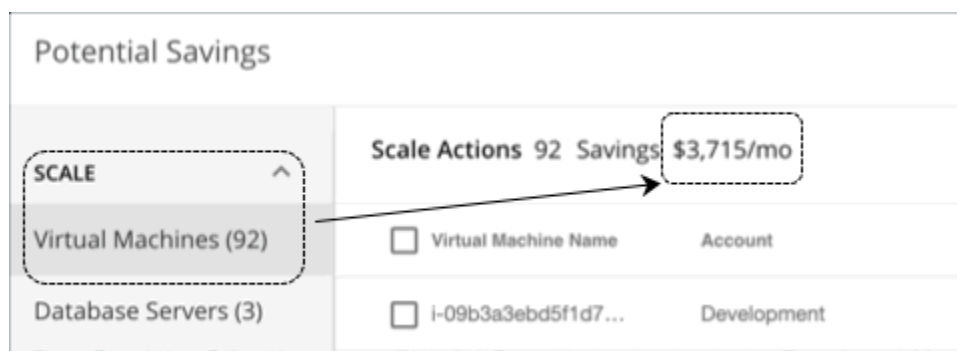 Potential Savings
SCALE
Virtual Machines (92)
Database Servers (3)
Scale Actions 92 Savings $3,715/mo
Virtual Machine Name Account
i-09b3a3ebd5f1d7... Development